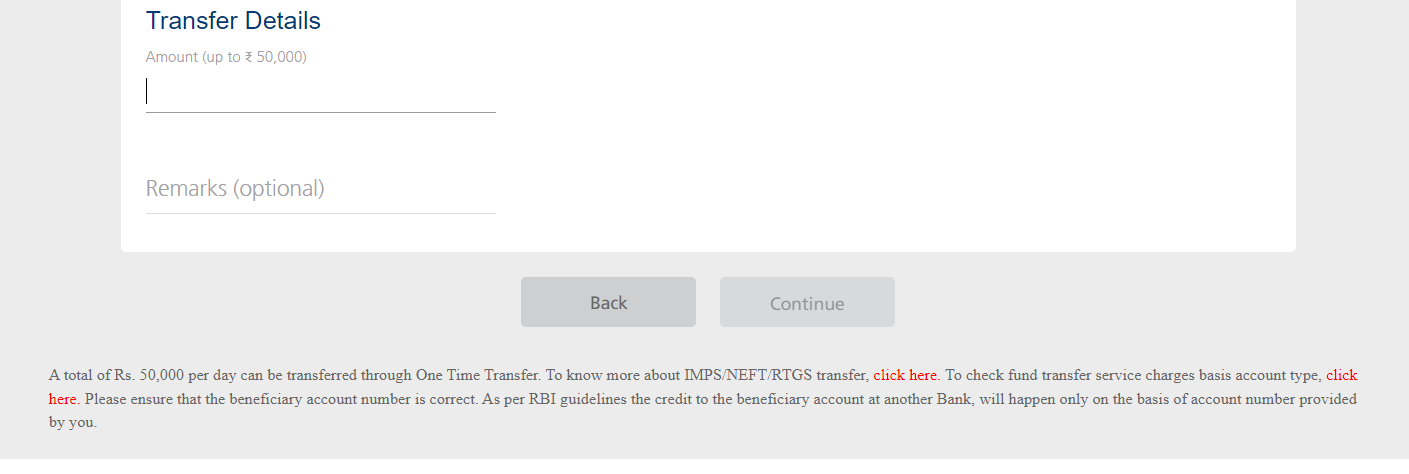 Transfer Details
Amount (up to ₹ 50,000)
Remarks (optional)
Back
Continue
A total of Rs. 50,000 per day can be transferred through One Time Transfer. To know more about IMPS/NEFT/RTGS transfer, click here. To check fund transfer service charges basis account type, click
here. Please ensure that the beneficiary account number is correct. As per RBI guidelines the credit to the beneficiary account at another Bank, will happen only on the basis of account number provided
by you.